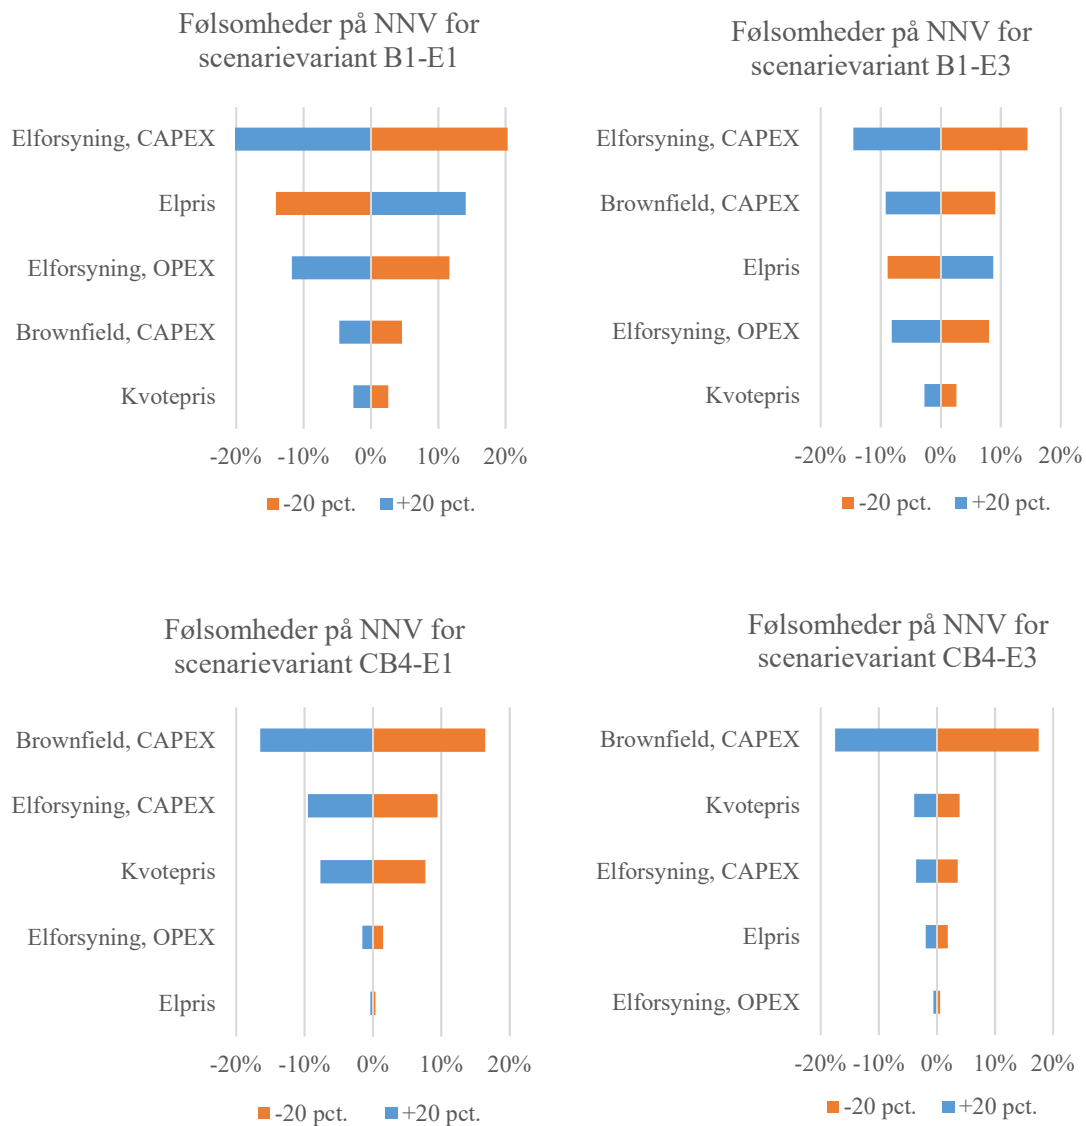 Følsomheder på NNV for
scenarievariant B1-E1
Elforsyning, CAPEX
Elpris
Elforsyning, OPEX
Brownfield, CAPEX
Kvotepris
-20% -10% 0% 10% 20%
-20 pct. +20 pct.
Følsomheder på NNV for
scenarievariant B1-E3
Elforsyning, CAPEX
Brownfield, CAPEX
Elpris
Elforsyning, OPEX
Kvotepris
-20% -10% 0% 10% 20%
-20 pct. +20 pct.
Følsomheder på NNV for
scenarievariant CB4-E1
Brownfield, CAPEX
Elforsyning, CAPEX
Kvotepris
Elforsyning, OPEX
Elpris
-20% -10% 0% 10% 20%
-20 pct. +20 pct.
Følsomheder på NNV for
scenarievariant CB4-E3
Brownfield, CAPEX
Kvotepris
Elforsyning, CAPEX
Elpris
Elforsyning, OPEX
-20% -10% 0% 10% 20%
-20 pct. +20 pct.